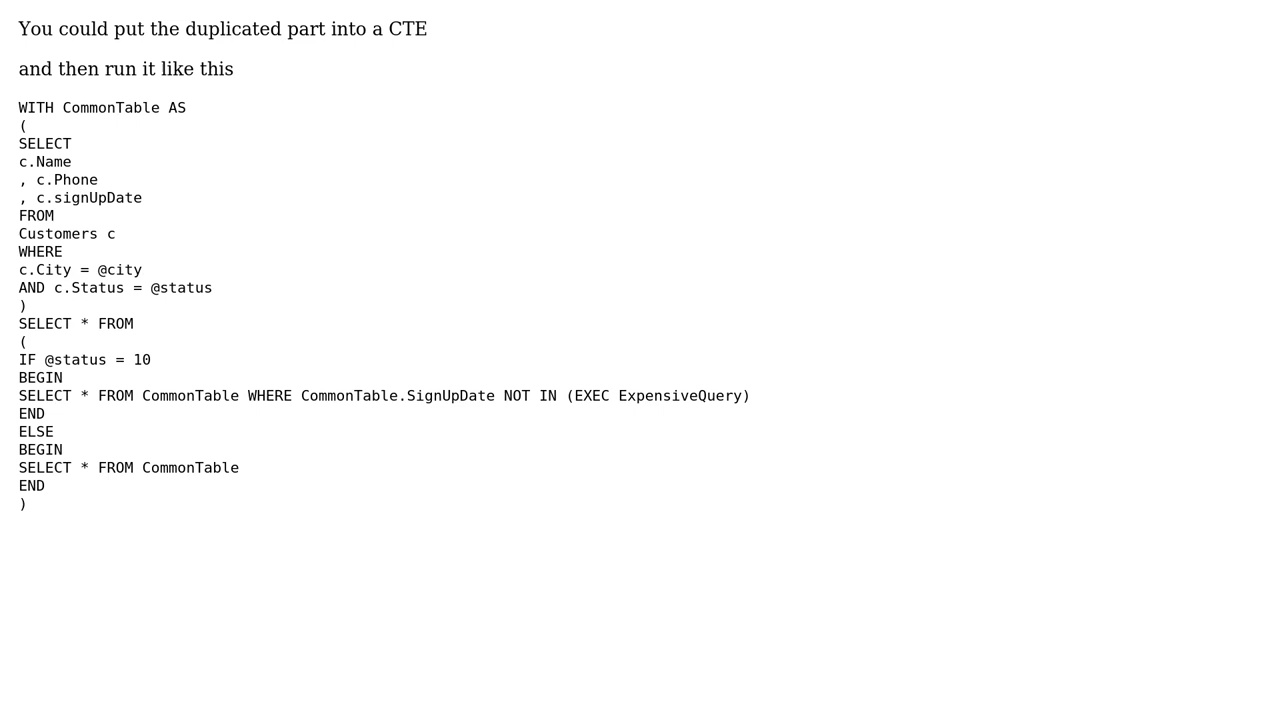 You could put the duplicated part into a CTE
and then run it like this
WITH CommonTable AS
(
SELECT
c.Name
, c.Phone
, c.signUpDate
FROM
Customers c
WHERE
c.City = @city
AND c.Status = @status
)
SELECT * FROM
(
IF @status = 10
BEGIN
SELECT * FROM CommonTable WHERE CommonTable.SignUpDate NOT IN (EXEC ExpensiveQuery)
END
ELSE
BEGIN
SELECT * FROM CommonTable
END
)